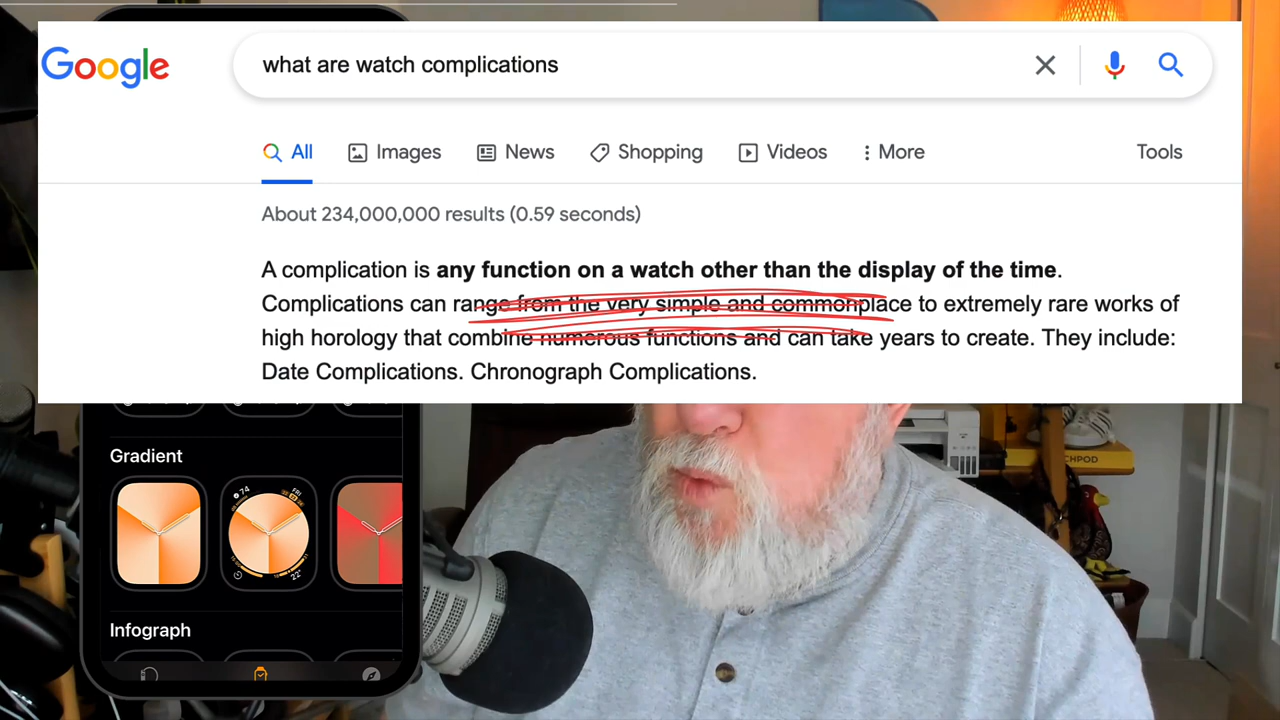 Google
what are watch complications
All Images News Shopping Videos More Tools
About 234,000,000 results (0.59 seconds)
A complication is any function on a watch other than the display of the time.
Complications can range from the very simple and commonplace to extremely rare works of
high horology that combine numerous functions and can take years to create. They include:
Date Complications. Chronograph Complications.
Gradient
74
FRI
22°
Infograph
CHPOD